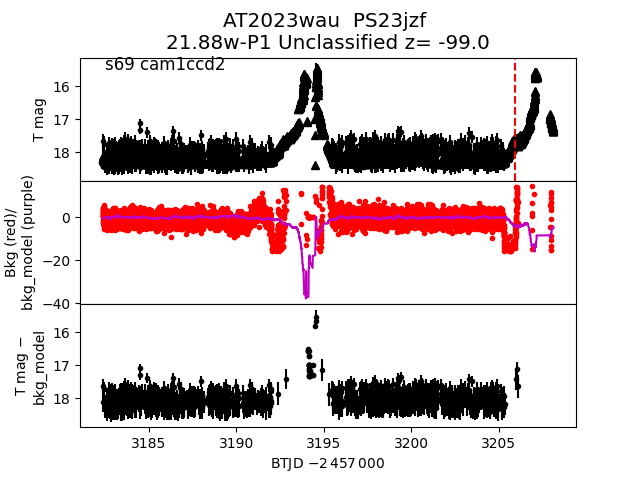 AT2023wau  PS23jzf
21.88w-P1 Unclassified z= -99.0
s69 cam1ccd2
T mag
16
17
18
Bkg (red)/
bkg_model (purple)
0
−20
−40
T mag −
bkg_model
16
17
18
3185
3190
3195
3200
3205
BTJD −2 457 000